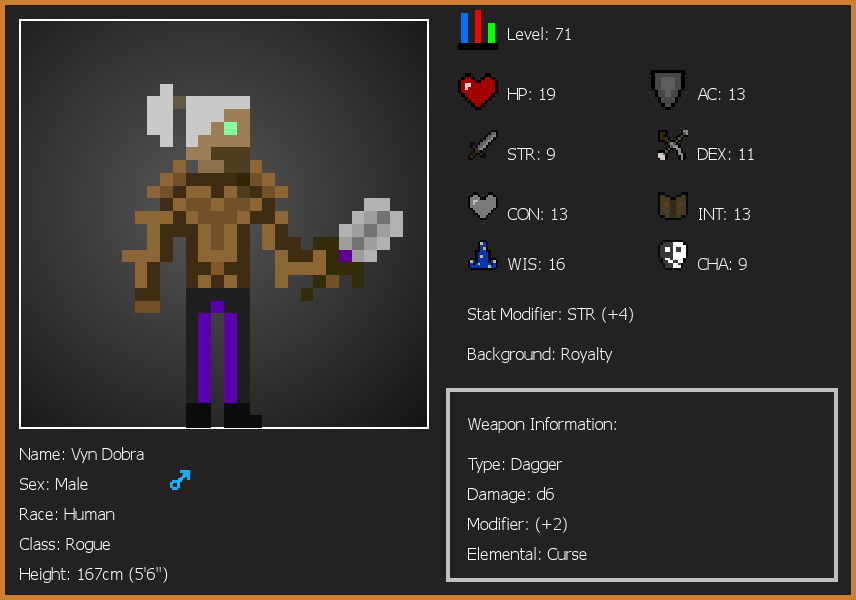 Level: 71
HP: 19
AC: 13
STR: 9
DEX: 11
CON: 13
INT: 13
WIS: 16
CHA: 9
Stat Modifier: STR (+4)
Background: Royalty
Weapon Information:
Type: Dagger
Damage: d6
Modifier: (+2)
Elemental: Curse
Name: Vyn Dobra
Sex: Male
Race: Human
Class: Rogue
Height: 167cm (5'6")